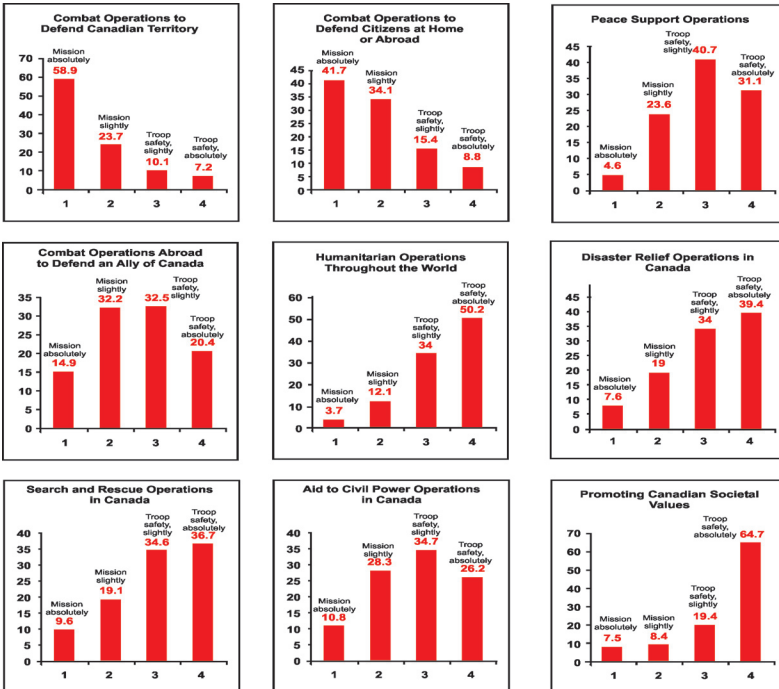 Combat Operations to
Defend Canadian Territory
70
60
50
40
30
20
10
0
Mission
absolutely
58.9
Mission
slightly
23.7
Troop
safety,
slightly
10.1
Troop
safety,
absolutely
7.2
1 2 3 4
Combat Operations to
Defend Citizens at Home
or Abroad
45
40
35
30
25
20
15
10
5
0
Mission
absolutely
41.7
Mission
slightly
34.1
Troop
safety,
slightly
15.4
Troop
safety,
absolutely
8.8
1 2 3 4
Peace Support Operations
45
40
35
30
25
20
15
10
5
0
Mission
absolutely
4.6
Mission
slightly
23.6
Troop
safety,
slightly
40.7
Troop
safety,
absolutely
31.1
1 2 3 4
Combat Operations Abroad
to Defend an Ally of Canada
35
30
25
20
15
10
5
0
Mission
absolutely
14.9
Mission
slightly
32.2
Troop
safety,
slightly
32.5
Troop
safety,
absolutely
20.4
1 2 3 4
Humanitarian Operations
Throughout the World
60
50
40
30
20
10
0
Mission
absolutely
3.7
Mission
slightly
12.1
Troop
safety,
slightly
34
Troop
safety,
absolutely
50.2
1 2 3 4
Disaster Relief Operations in
Canada
45
40
35
30
25
20
15
10
5
0
Mission
absolutely
7.6
Mission
slightly
19
Troop
safety,
slightly
34
Troop
safety,
absolutely
39.4
1 2 3 4
Search and Rescue Operations
in Canada
40
35
30
25
20
15
10
5
0
Mission
absolutely
9.6
Mission
slightly
19.1
Troop
safety,
slightly
34.6
Troop
safety,
absolutely
36.7
1 2 3 4
Aid to Civil Power Operations
in Canada
40
35
30
25
20
15
10
5
0
Mission
absolutely
10.8
Mission
slightly
28.3
Troop
safety,
slightly
34.7
Troop
safety,
absolutely
26.2
1 2 3 4
Promoting Canadian Societal
Values
70
60
50
40
30
20
10
0
Mission
absolutely
7.5
Mission
slightly
8.4
Troop
safety,
slightly
19.4
Troop
safety,
absolutely
64.7
1 2 3 4